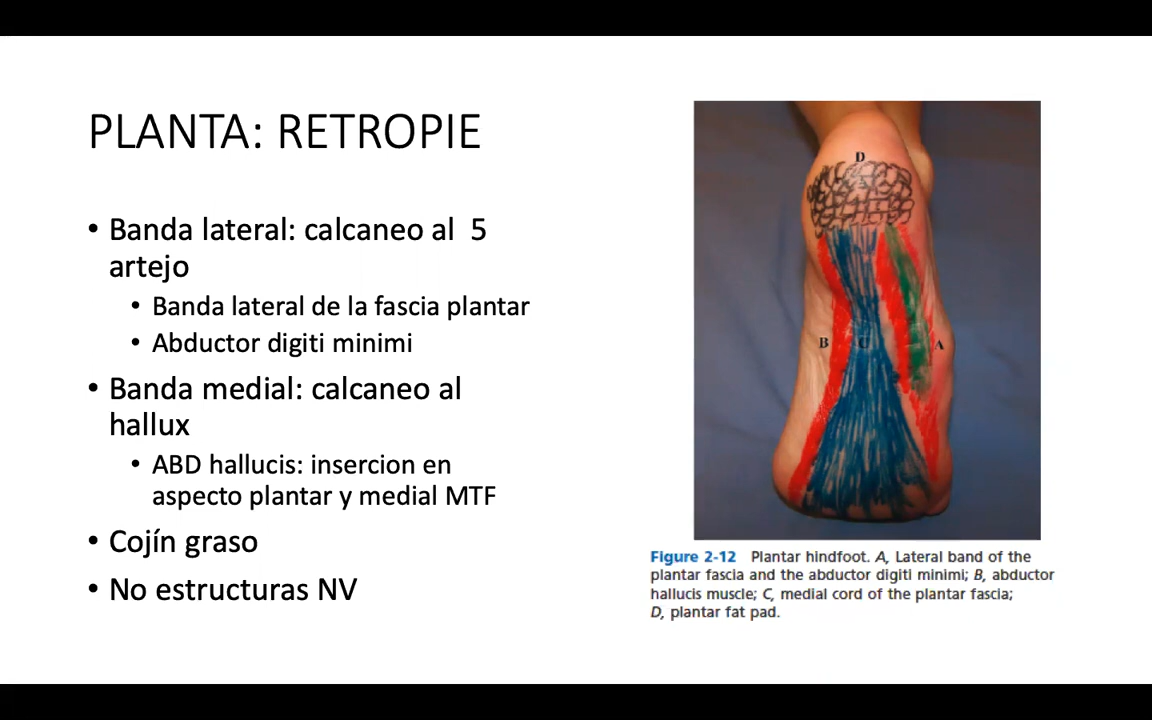 PLANTA: RETROPIE
• Banda lateral: calcaneo al 5
artejo
• Banda lateral de la fascia plantar
• Abductor digiti minimi
• Banda medial: calcaneo al
hallux
• ABD hallucis: insercion en
aspecto plantar y medial MTF
• Cojín graso
• No estructuras NV
D
B
C
A
Figure 2-12 Plantar hindfoot. A, Lateral band of the
plantar fascia and the abductor digiti minimi; B, abductor
hallucis muscle; C, medial cord of the plantar fascia;
D, plantar fat pad.